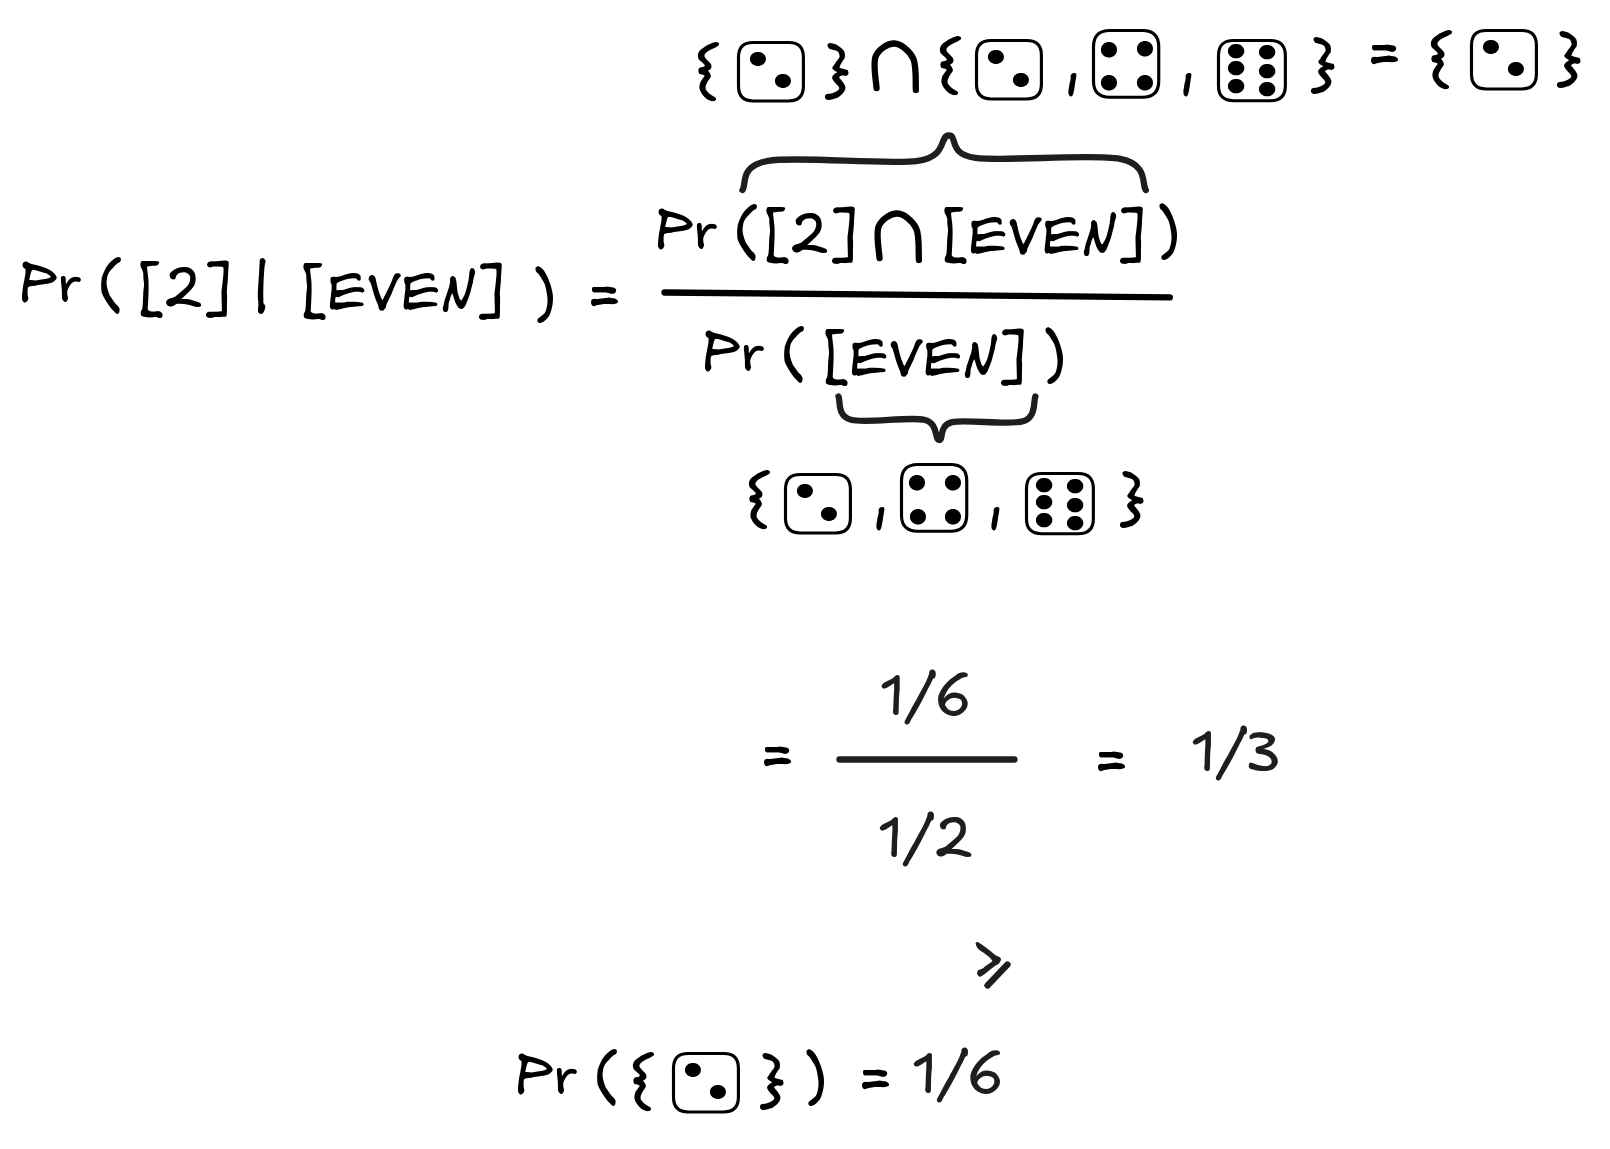 { ⚁ } ∩ { ⚁ , ⚃ , ⚅ } = { ⚁ }
Pr ([2] ∩ [EVEN])
Pr ( [2] | [EVEN] ) =
Pr ( [EVEN] )
{ ⚁ , ⚃ , ⚅ }
1/6
= = 1/3
1/2
⩾
Pr ( { ⚁ } ) = 1/6